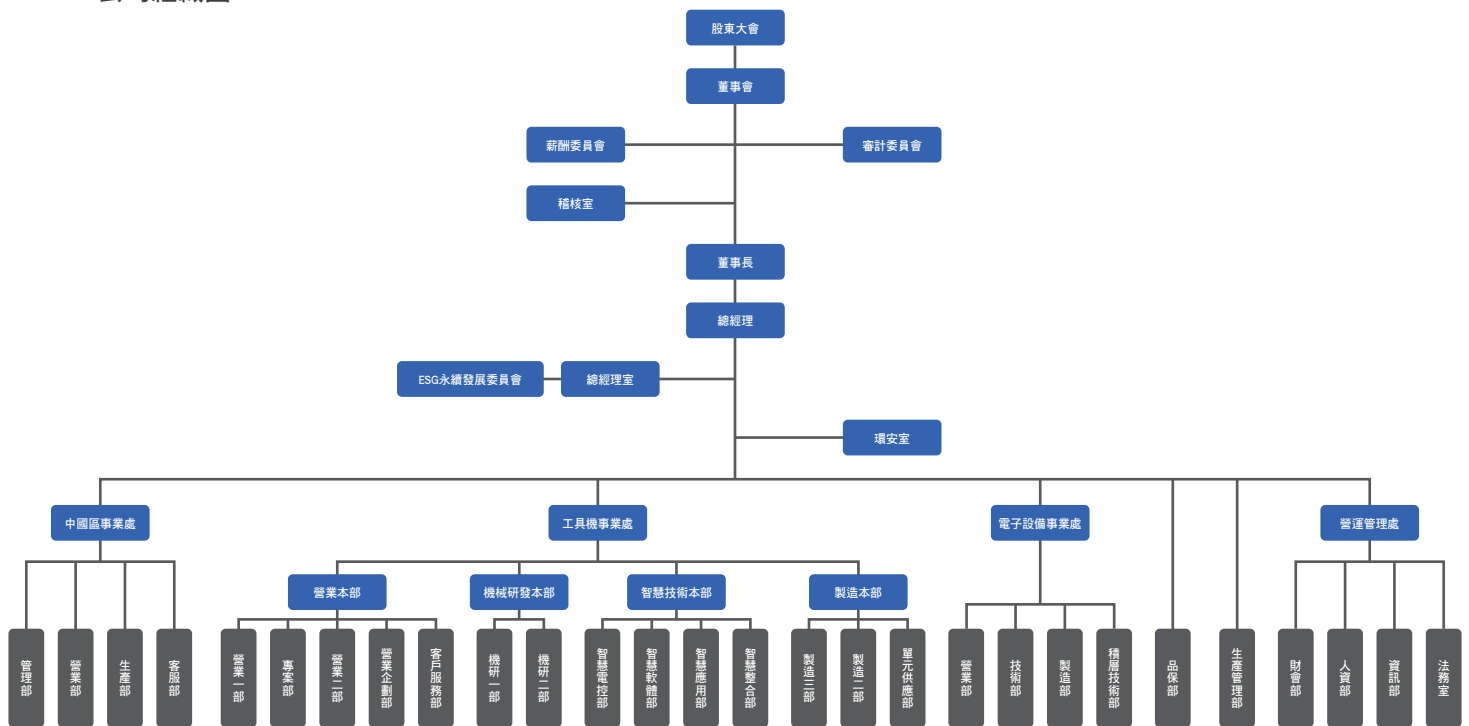 股東大會
董事會
薪酬委員會
審計委員會
稽核室
董事長
總經理
ESG永續發展委員會
總經理室
環安室
中國區事業處
工具機事業處
電子設備事業處
營運管理處
營業本部
機械研發本部
智慧技術本部
製造本部
管理部
營業部
生產部
客服部
營業一部
專案部
營業二部
營業企劃部
客戶服務部
機研一部
機研二部
智慧電控部
智慧軟體部
智慧應用部
智慧整合部
製造三部
製造二部
單元供應部
營業部
技術部
製造部
積層技術部
品保部
生產管理部
財會部
人資部
資訊部
法務室